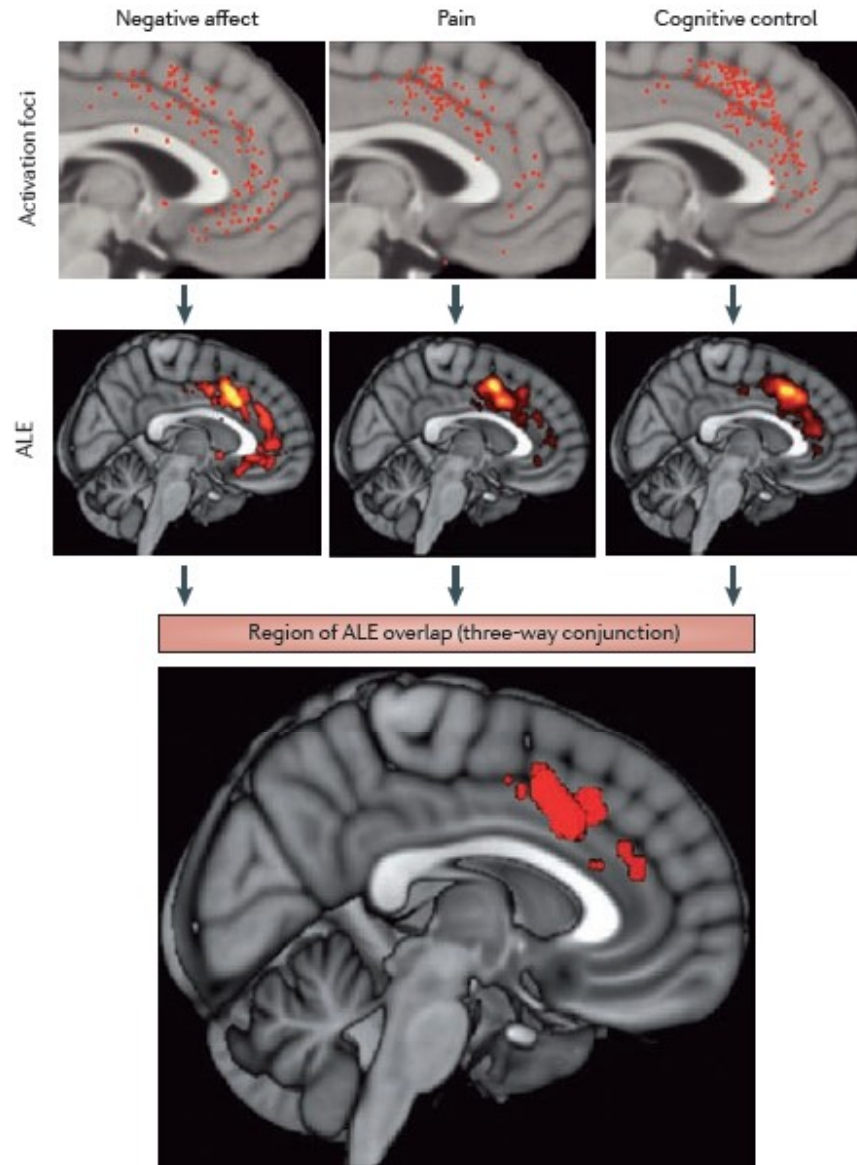 Negative affect
Pain
Cognitive control
Activation foci
ALE
Region of ALE overlap (three-way conjunction)